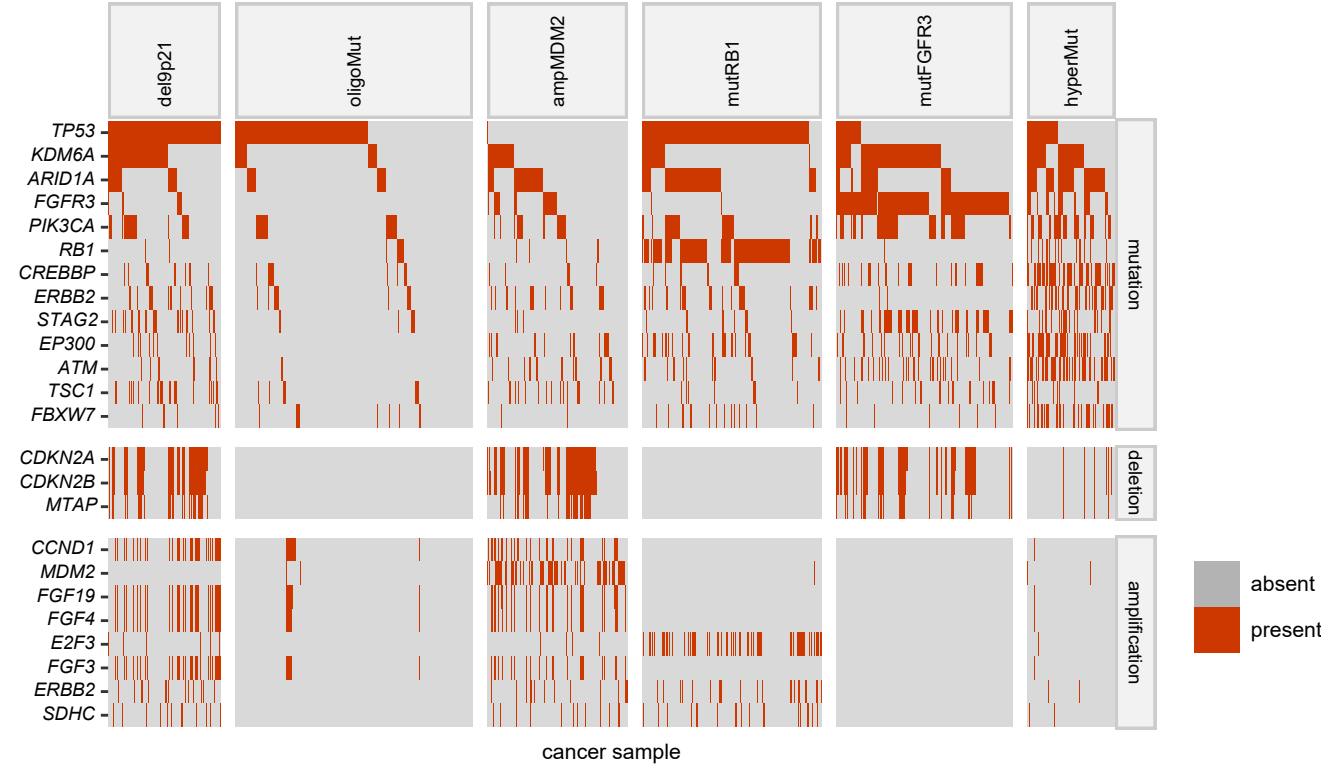 del9p21
oligoMut
ampMDM2
mutRB1
mutFGFR3
hyperMut
TP53
KDM6A
ARID1A
FGFR3
PIK3CA
RB1
CREBBP
ERBB2
STAG2
EP300
ATM
TSC1
FBXW7
mutation
CDKN2A
CDKN2B
MTAP
deletion
CCND1
MDM2
FGF19
FGF4
E2F3
FGF3
ERBB2
SDHC
amplification
absent
present
cancer sample